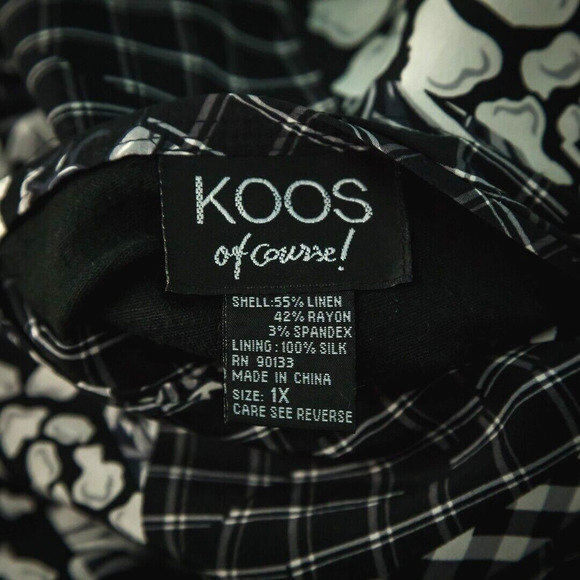 KOOS
of course!
SHELL:55% LINEN
42% RAYON
3% SPANDEX
LINING:100% SILK
RN 90133
MADE IN CHINA
SIZE: 1X
CARE SEE REVERSE